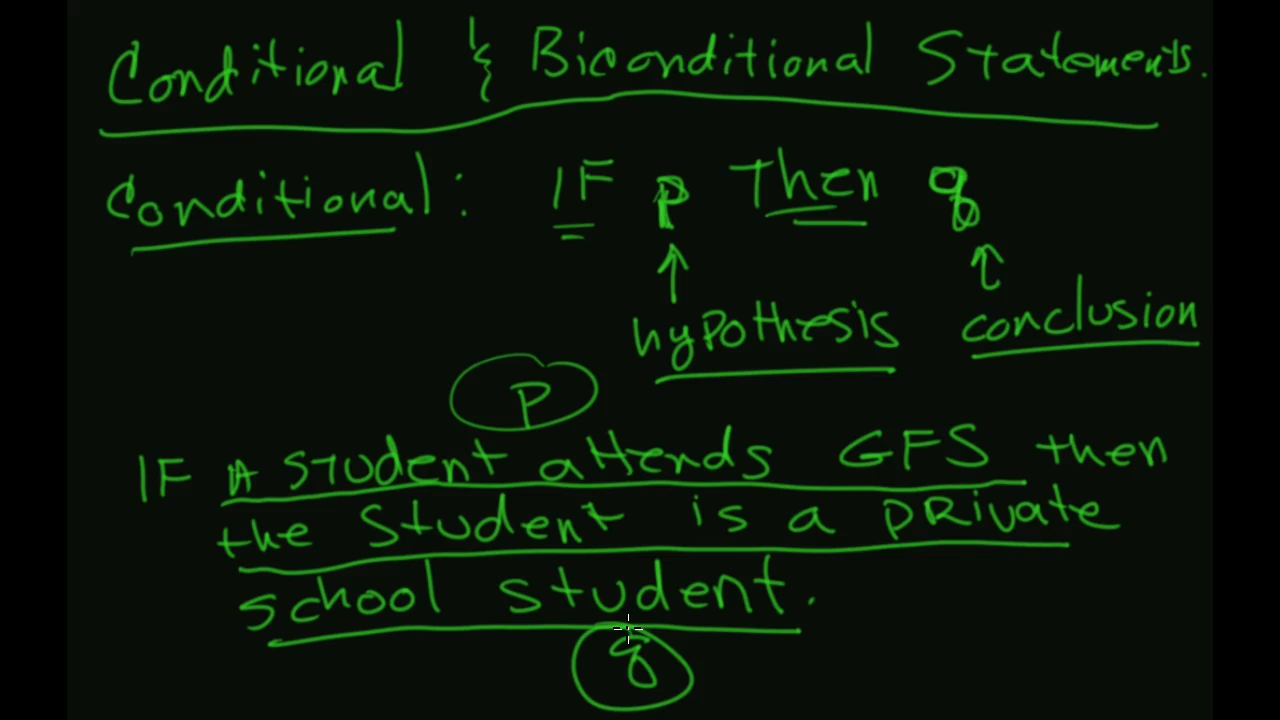 Conditional & Biconditional Statements.
Conditional: IF p Then q
hypothesis conclusion
p
IF A student attends GFS then
the student is a private
school student.
q